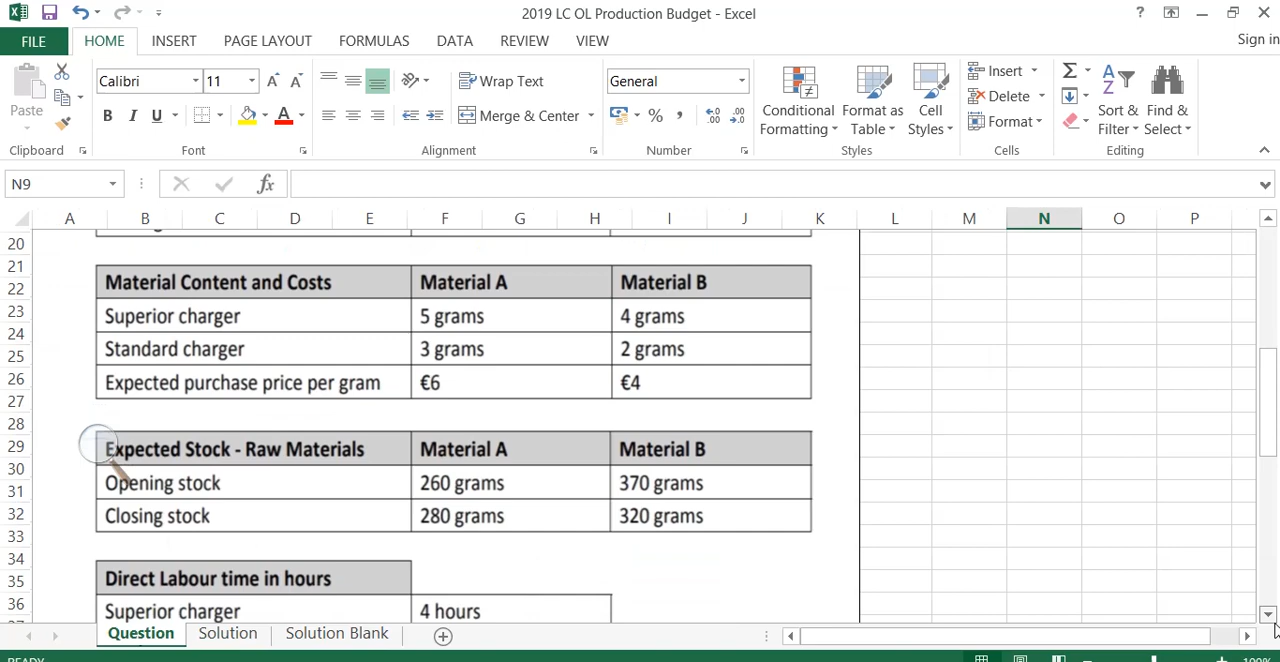 2019 LC OL Production Budget - Excel
?
FILE HOME INSERT PAGE LAYOUT FORMULAS DATA REVIEW VIEW Sign in
Paste
Clipboard
Calibri 11
B I U
Font
Wrap Text
Merge & Center
Alignment
General
%
Number
Conditional Formatting
Format as Table
Cell Styles
Styles
Insert
Delete
Format
Cells
Sort & Filter
Find & Select
Editing
N9
fx
A B C D E F G H I J K L M N O P
20
21
22
23
24
25
26
27
28
29
30
31
32
33
34
35
36
Material Content and Costs Material A Material B
Superior charger 5 grams 4 grams
Standard charger 3 grams 2 grams
Expected purchase price per gram €6 €4
Expected Stock - Raw Materials Material A Material B
Opening stock 260 grams 370 grams
Closing stock 280 grams 320 grams
Direct Labour time in hours
Superior charger 4 hours
Question Solution Solution Blank
READY 100%